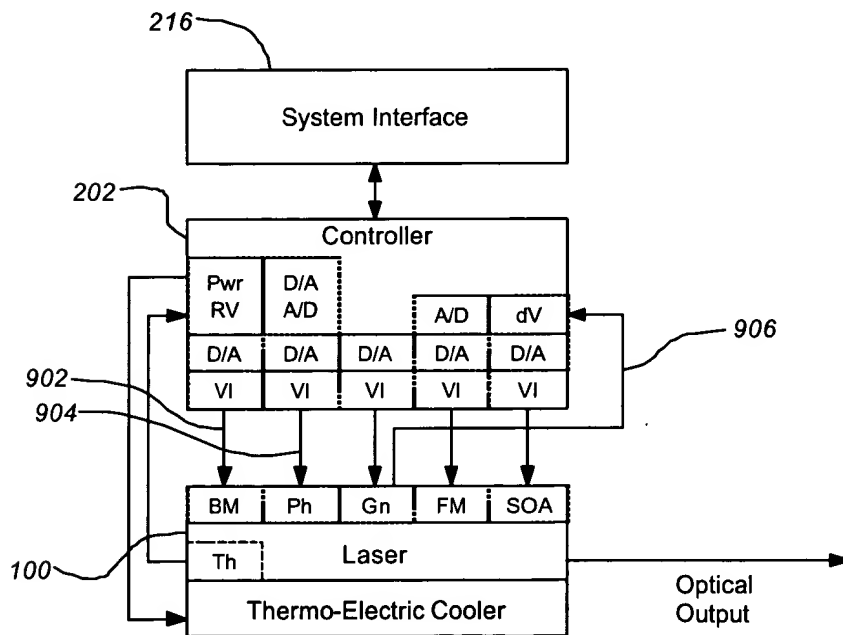 216
System Interface
202
Controller
Pwr D/A
RV A/D A/D dV
906
D/A D/A D/A D/A D/A
902 VI VI VI VI VI
904
BM Ph Gn FM SOA
100 Th Laser
Optical
Thermo-Electric Cooler Output